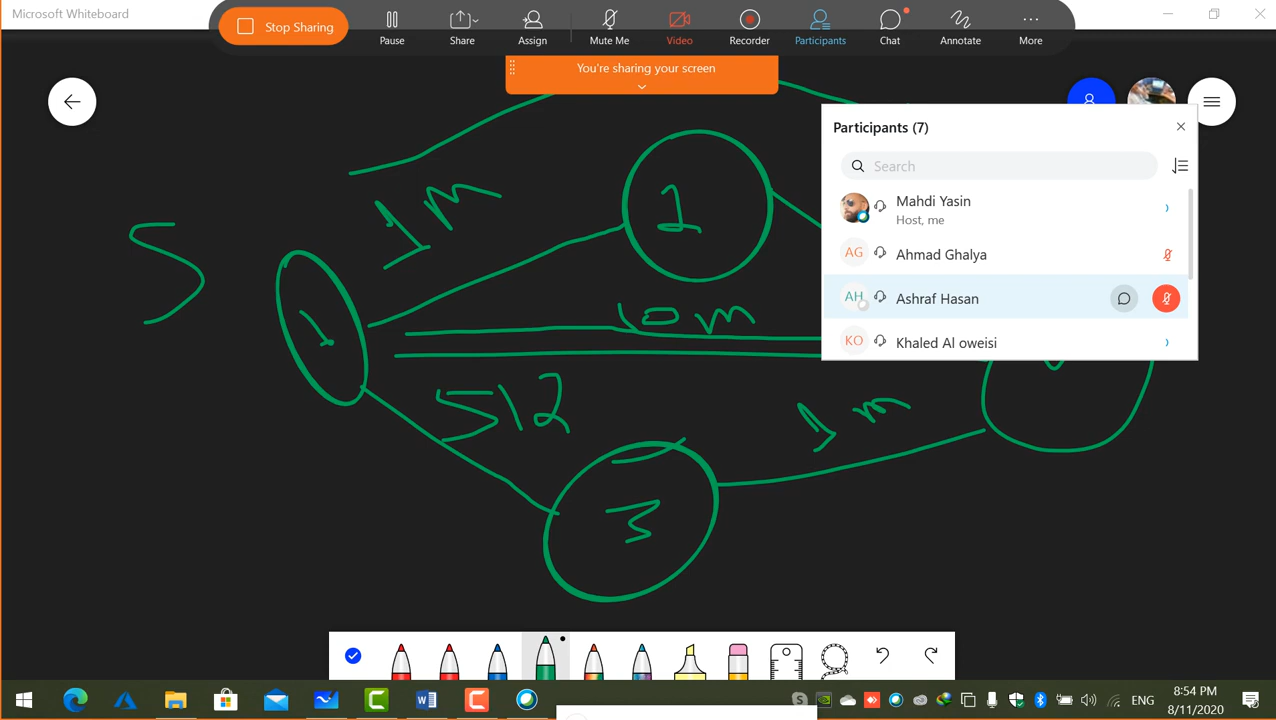 Microsoft Whiteboard
Stop Sharing
Pause
Share
Assign
Mute Me
Video
Recorder
Participants
Chat
Annotate
More
You're sharing your screen
Participants (7)
Search
Mahdi Yasin
Host, me
AG Ahmad Ghalya
AH Ashraf Hasan
KO Khaled Al oweisi
1m
1
S
10m
512
1m
3
ENG
8:54 PM
8/11/2020